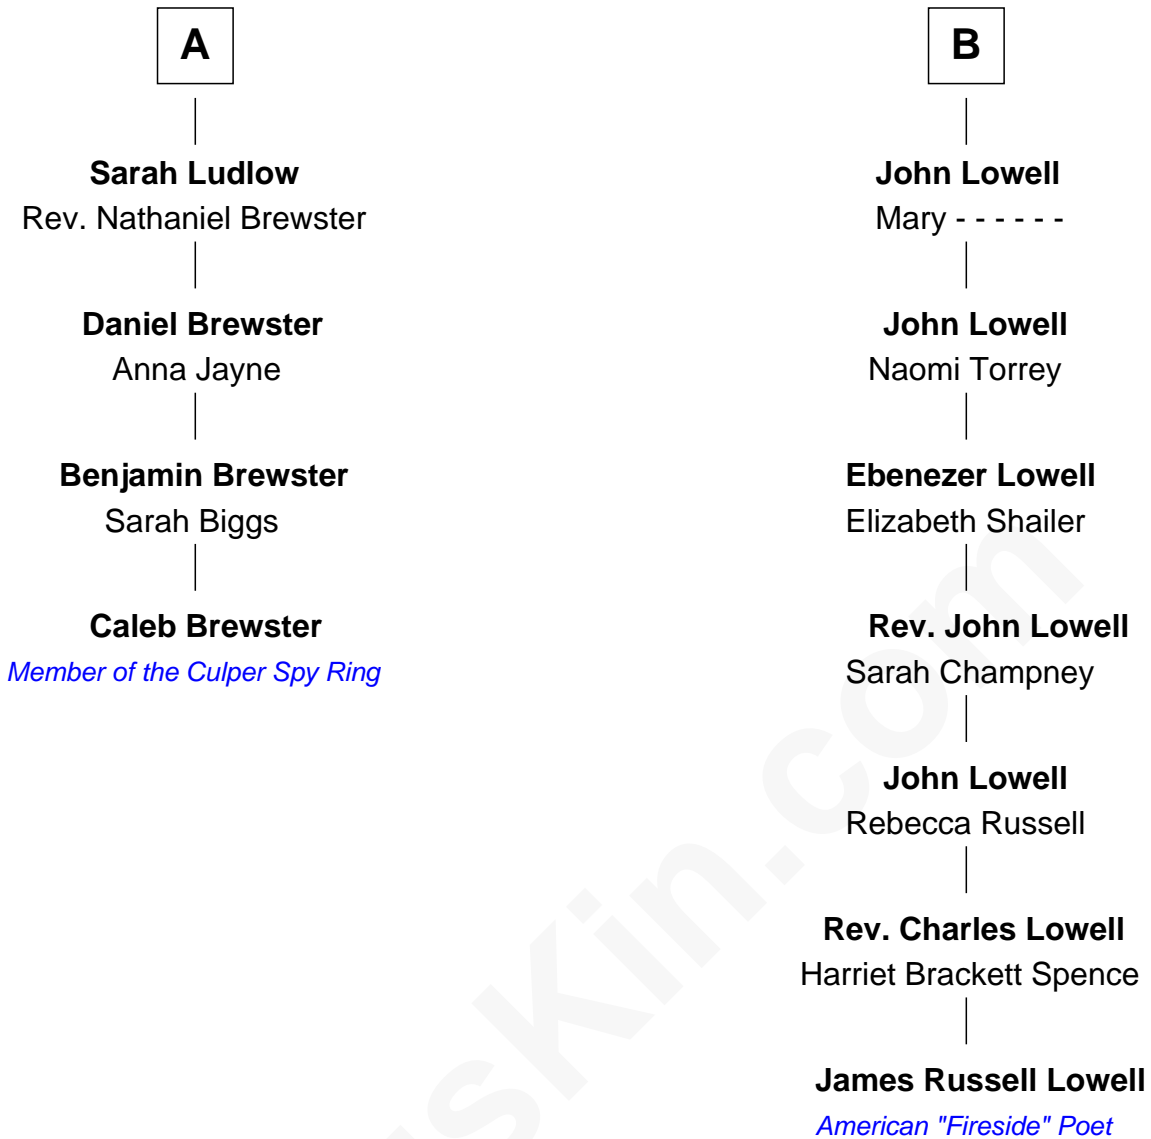 A
Sarah Ludlow
Rev. Nathaniel Brewster
Daniel Brewster
Anna Jayne
Benjamin Brewster
Sarah Biggs
Caleb Brewster
Member of the Culper Spy Ring
B
John Lowell
Mary - - - - - -
John Lowell
Naomi Torrey
Ebenezer Lowell
Elizabeth Shailer
Rev. John Lowell
Sarah Champney
John Lowell
Rebecca Russell
Rev. Charles Lowell
Harriet Brackett Spence
James Russell Lowell
American "Fireside" Poet
sKin.com